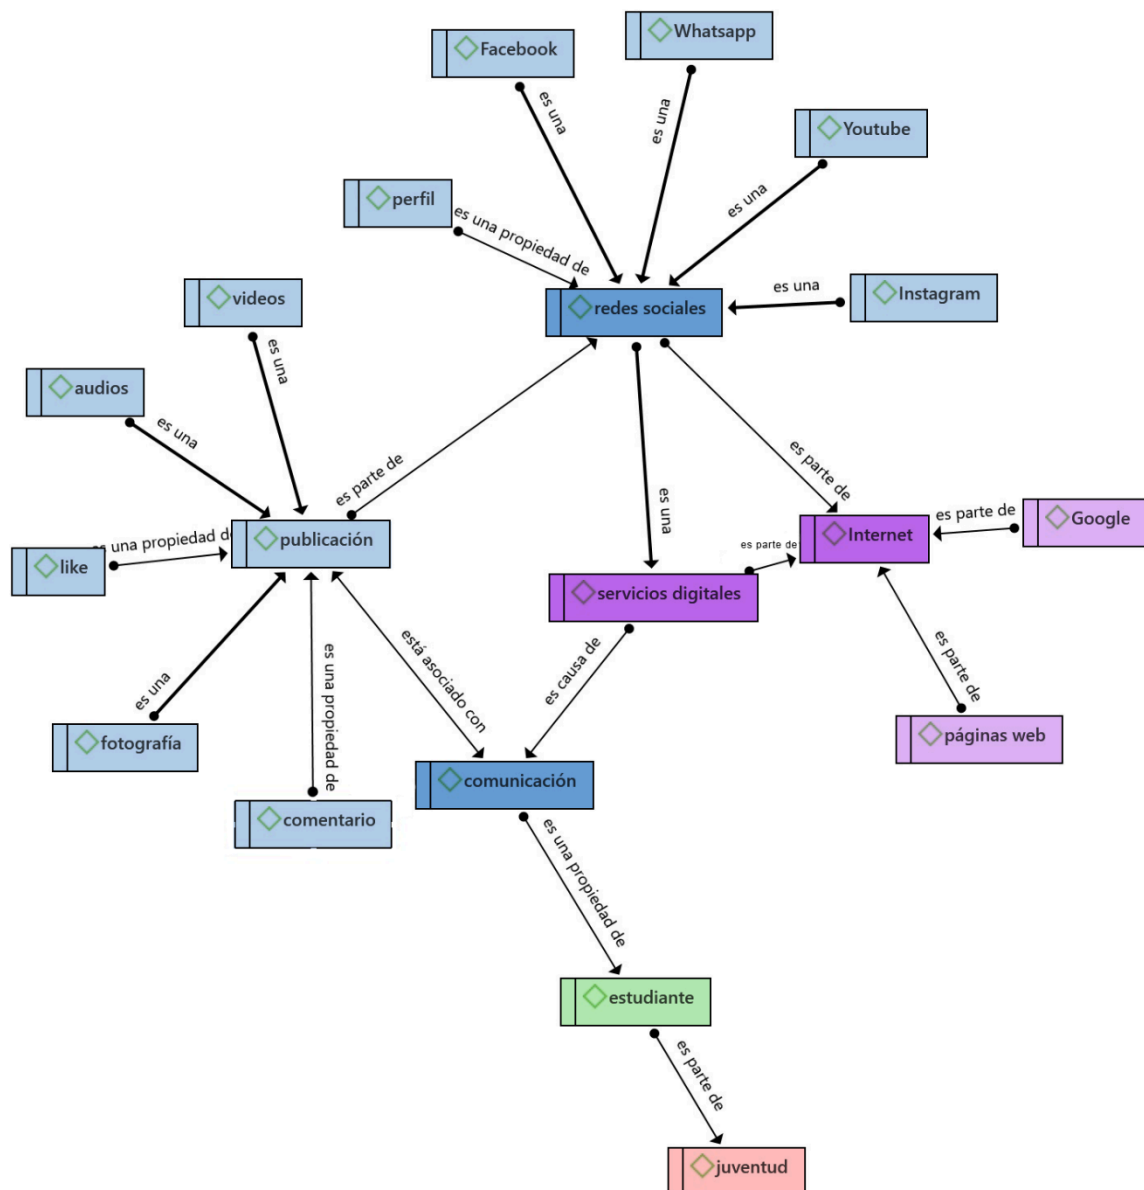 Whatsapp
Facebook
es una
es una
Youtube
es una
perfil
es una propiedad de
videos
es una
Instagram
redes sociales
es una
audios
es una
es parte de
es parte de
es una
Google
es parte de
publicación
Internet
es una propiedad de
like
es parte de
servicios digitales
está asociado con
es causa de
es parte de
es una
es una propiedad de
fotografía
páginas web
comunicación
comentario
es una propiedad de
estudiante
es parte de
juventud